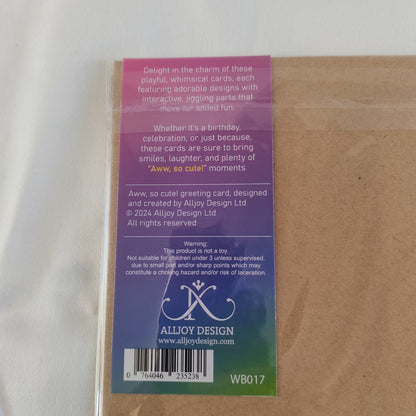 Delight in the charm of these
playful, whimsical cards, each
featuring adorable designs with
interactive, jiggling parts that
move for added fun.
Whether it's a birthday,
celebration, or just because,
these cards are sure to bring
smiles, laughter, and plenty of
"Aww, so cute!" moments
Aww, so cute! greeting card, designed
and created by Alljoy Design Ltd
© 2024 Alljoy Design Ltd
All rights reserved
Warning:
This product is not a toy.
Not suitable for children under 3 unless supervised.
due to small part and/or sharp points which may
constitute a choking hazard and/or risk of laceration.
ALLJOY DESIGN
www.alljoydesign.com
0 764046 235238
WB017